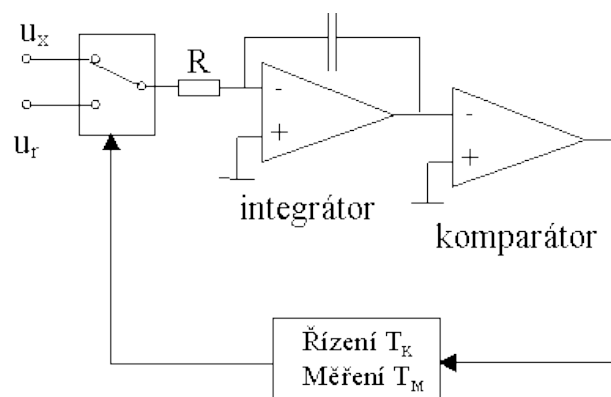 u_x
R
u_r
-
+
-
+
integrátor
komparátor
Řízení T_K
Měření T_M